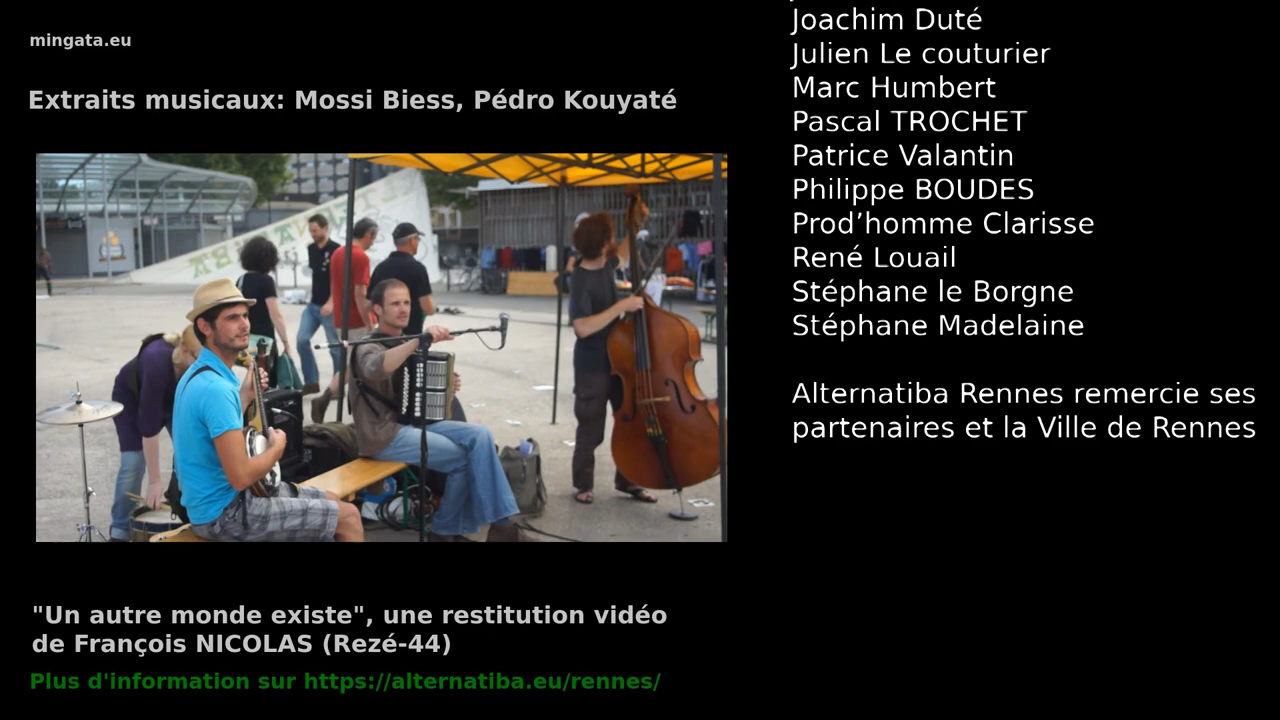 mingata.eu
Extraits musicaux: Mossi Biess, Pédro Kouyaté
"Un autre monde existe", une restitution vidéo
de François NICOLAS (Rezé-44)
Plus d'information sur https://alternatiba.eu/rennes/
Joachim Duté
Julien Le couturier
Marc Humbert
Pascal TROCHET
Patrice Valantin
Philippe BOUDES
Prod’homme Clarisse
René Louail
Stéphane le Borgne
Stéphane Madelaine
Alternatiba Rennes remercie ses
partenaires et la Ville de Rennes